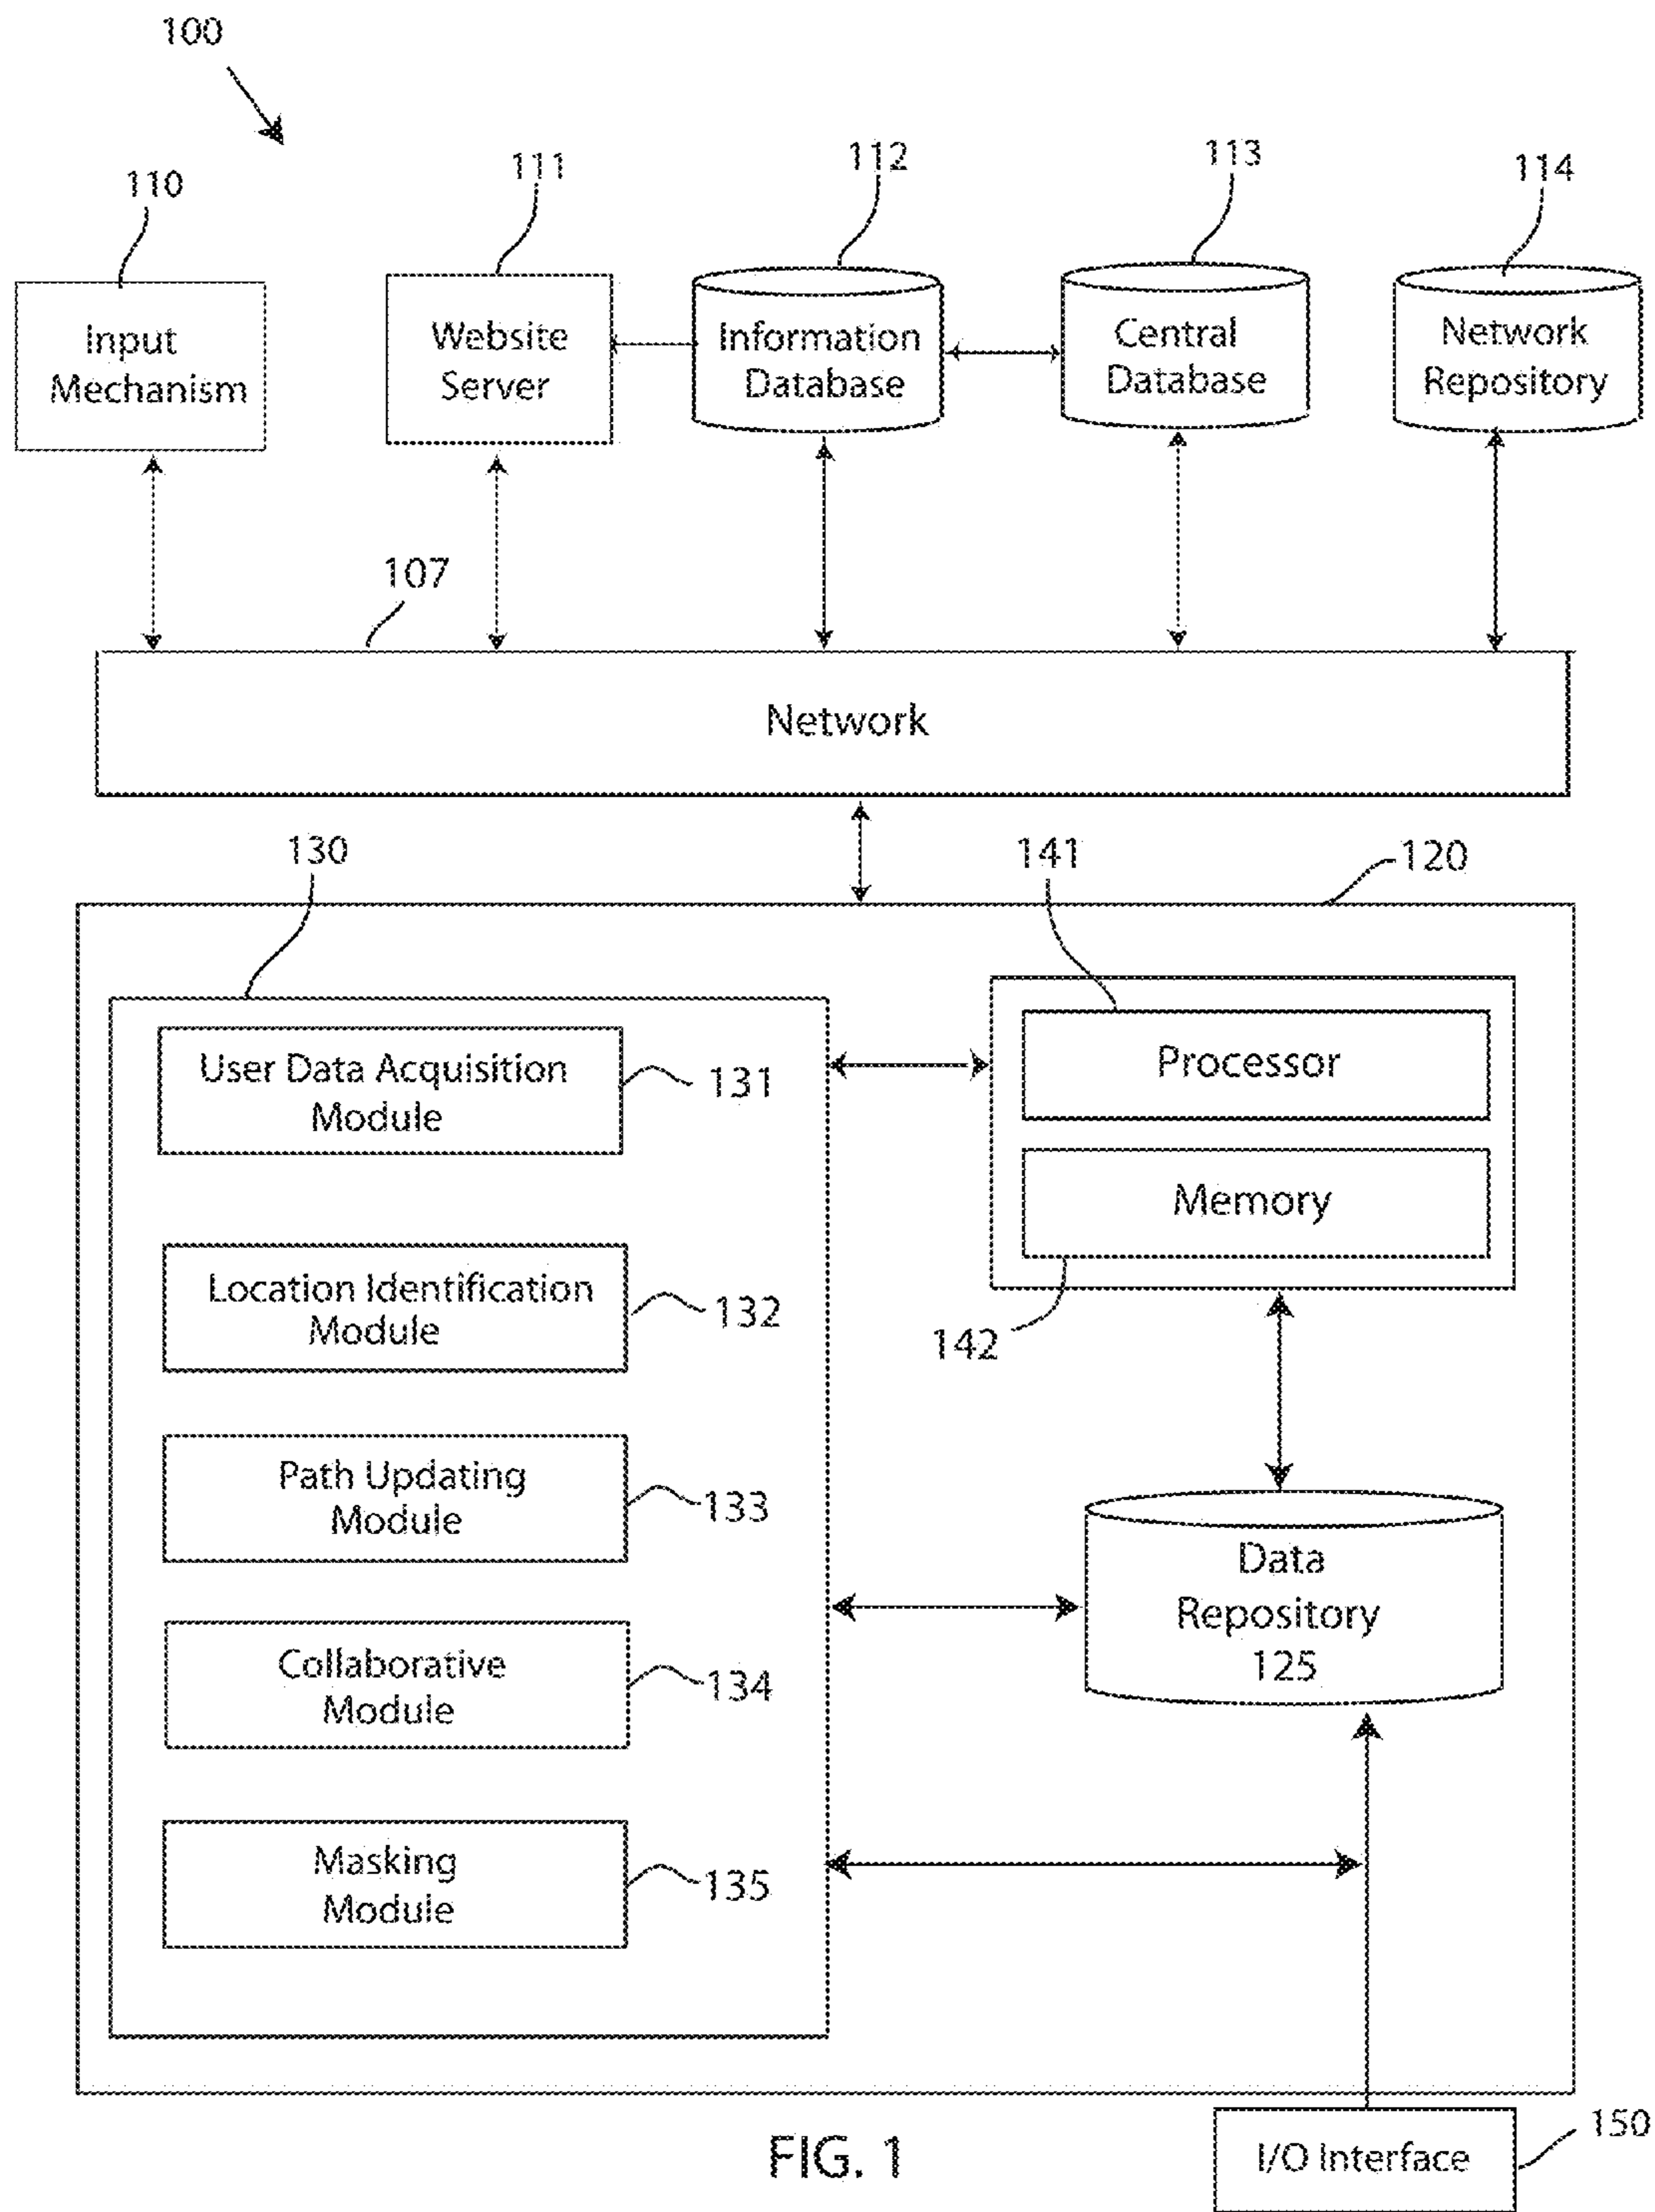 100
110
111
112
113
114
Input
Mechanism
Website
Server
Information
Database
Central
Database
Network
Repository
107
Network
130
141
120
User Data Acquisition
Module
131
Processor
Memory
142
Location Identification
Module
132
Path Updating
Module
133
Data
Repository
125
Collaborative
Module
134
Masking
Module
135
FIG. 1
I/O Interface
150